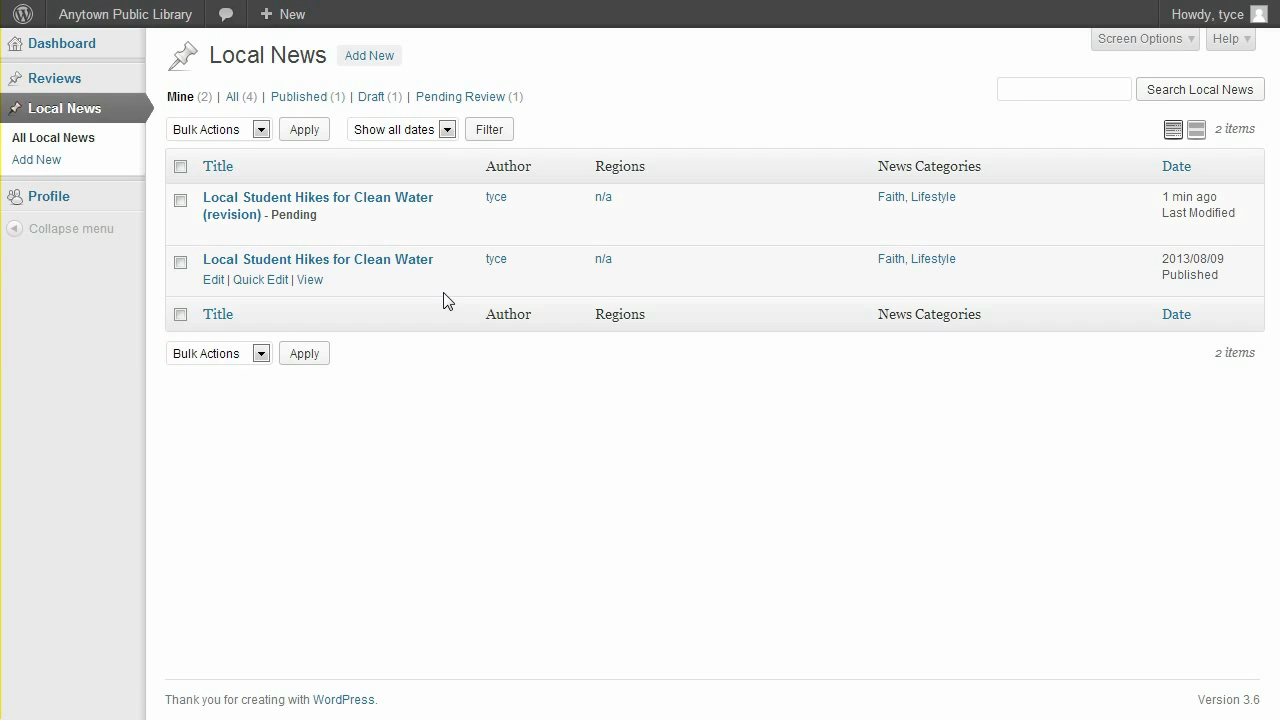 Anytown Public Library
New
Howdy, tyce
Dashboard
Reviews
Local News
All Local News
Add New
Profile
Collapse menu
Screen Options
Help
Local News
Add New
Mine (2) | All (4) | Published (1) | Draft (1) | Pending Review (1)
Search Local News
Bulk Actions
Apply
Show all dates
Filter
2 items
Title
Author
Regions
News Categories
Date
Local Student Hikes for Clean Water
(revision) - Pending
tyce
n/a
Faith, Lifestyle
1 min ago
Last Modified
Local Student Hikes for Clean Water
Edit | Quick Edit | View
tyce
n/a
Faith, Lifestyle
2013/08/09
Published
Title
Author
Regions
News Categories
Date
Bulk Actions
Apply
2 items
Thank you for creating with WordPress.
Version 3.6